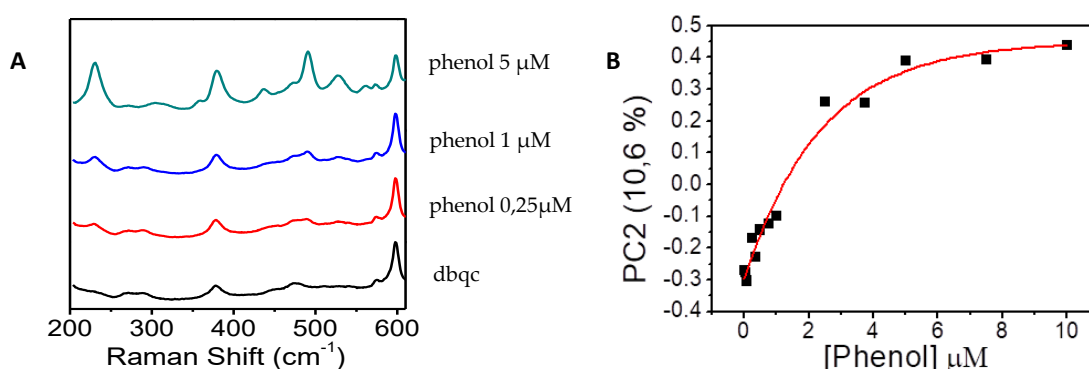 A
phenol 5 μM
phenol 1 μM
phenol 0,25μM
dbqc
200 300 400 500 600
Raman Shift (cm⁻¹)
B
PC2 (10,6 %)
0.5
0.4
0.3
0.2
0.1
0.0
-0.1
-0.2
-0.3
-0.4
0 2 4 6 8 10
[Phenol] μM